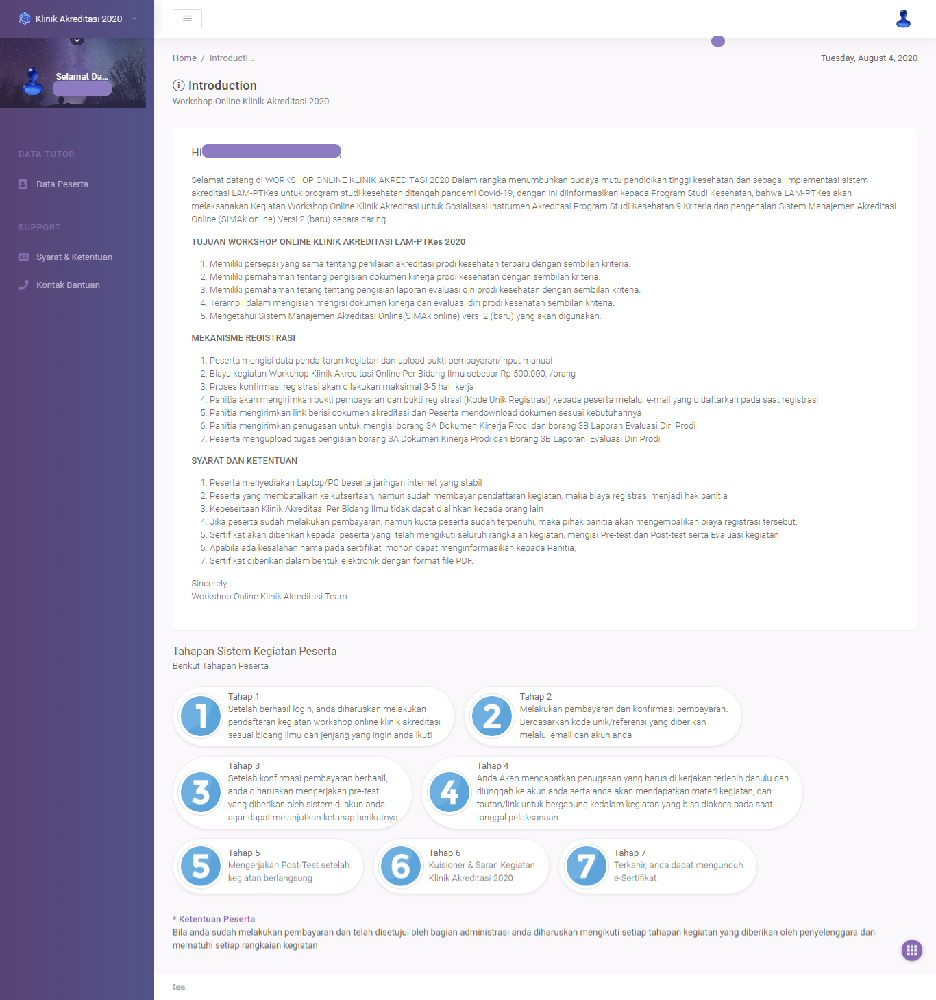 Klinik Akreditasi 2020
Selamat Da...
DATA TUTOR
Data Peserta
SUPPORT
Syarat & Ketentuan
Kontak Bantuan
Home / Introducti...
Tuesday, August 4, 2020
Introduction
Workshop Online Klinik Akreditasi 2020
Hi ,
Selamat datang di WORKSHOP ONLINE KLINIK AKREDITASI 2020 Dalam rangka menumbuhkan budaya mutu pendidikan tinggi kesehatan dan sebagai implementasi sistem
akreditasi LAM-PTKes untuk program studi kesehatan ditengah pandemi Covid-19, dengan ini diinformasikan kepada Program Studi Kesehatan, bahwa LAM-PTKes akan
melaksanakan Kegiatan Workshop Online Klinik Akreditasi untuk Sosialisasi Instrumen Akreditasi Program Studi Kesehatan 9 Kriteria dan pengenalan Sistem Manajemen Akreditasi
Online (SIMAk online) Versi 2 (baru) secara daring.
TUJUAN WORKSHOP ONLINE KLINIK AKREDITASI LAM-PTKes 2020
1. Memiliki persepsi yang sama tentang penilaian akreditasi prodi kesehatan terbaru dengan sembilan kriteria.
2. Memiliki pemahaman tentang pengisian dokumen kinerja prodi kesehatan dengan sembilan kriteria.
3. Memiliki pemahaman tetang tentang pengisian laporan evaluasi diri prodi kesehatan dengan sembilan kriteria.
4. Terampil dalam mengisian mengisi dokumen kinerja dan evaluasi diri prodi kesehatan sembilan kriteria.
5. Mengetahui Sistem Manajemen Akreditasi Online(SIMAk online) versi 2 (baru) yang akan digunakan.
MEKANISME REGISTRASI
1. Peserta mengisi data pendaftaran kegiatan dan upload bukti pembayaran/input manual
2. Biaya kegiatan Workshop Klinik Akreditasi Online Per Bidang Ilmu sebesar Rp 500.000,-/orang
3. Proses konfirmasi registrasi akan dilakukan maksimal 3-5 hari kerja
4. Panitia akan mengirimkan bukti pembayaran dan bukti registrasi (Kode Unik Registrasi) kepada peserta melalui e-mail yang didaftarkan pada saat registrasi
5. Panitia mengirimkan link berisi dokumen akreditasi dan Peserta mendownload dokumen sesuai kebutuhannya
6. Panitia mengirimkan penugasan untuk mengisi borang 3A Dokumen Kinerja Prodi dan borang 3B Laporan Evaluasi Diri Prodi
7. Peserta mengupload tugas pengisian borang 3A Dokumen Kinerja Prodi dan Borang 3B Laporan Evaluasi Diri Prodi
SYARAT DAN KETENTUAN
1. Peserta menyediakan Laptop/PC beserta jaringan internet yang stabil
2. Peserta yang membatalkan keikutsertaan, namun sudah membayar pendaftaran kegiatan, maka biaya registrasi menjadi hak panitia
3. Kepesertaan Klinik Akreditasi Per Bidang Ilmu tidak dapat dialihkan kepada orang lain
4. Jika peserta sudah melakukan pembayaran, namun kuota peserta sudah terpenuhi, maka pihak panitia akan mengembalikan biaya registrasi tersebut.
5. Sertifikat akan diberikan kepada peserta yang telah mengikuti seluruh rangkaian kegiatan, mengisi Pre-test dan Post-test serta Evaluasi kegiatan
6. Apabila ada kesalahan nama pada sertifikat, mohon dapat menginformasikan kepada Panitia,
7. Sertifikat diberikan dalam bentuk elektronik dengan format file PDF.
Sincerely,
Workshop Online Klinik Akreditasi Team
Tahapan Sistem Kegiatan Peserta
Berikut Tahapan Peserta
1
Tahap 1
Setelah berhasil login, anda diharuskan melakukan
pendaftaran kegiatan workshop online klinik akreditasi
sesuai bidang ilmu dan jenjang yang ingin anda ikuti
2
Tahap 2
Melakukan pembayaran dan konfirmasi pembayaran.
Berdasarkan kode unik/referensi yang diberikan
melalui email dan akun anda
3
Tahap 3
Setelah konfirmasi pembayaran berhasil,
anda diharuskan mengerjakan pre-test
yang diberikan oleh sistem di akun anda
agar dapat melanjutkan ketahap berikutnya
4
Tahap 4
Anda Akan mendapatkan penugasan yang harus di kerjakan terlebih dahulu dan
diunggah ke akun anda serta anda akan mendapatkan materi kegiatan, dan
tautan/link untuk bergabung kedalam kegiatan yang bisa diakses pada saat
tanggal pelaksanaan
5
Tahap 5
Mengerjakan Post-Test setelah
kegiatan berlangsung
6
Tahap 6
Kuisioner & Saran Kegiatan
Klinik Akreditasi 2020
7
Tahap 7
Terkahir, anda dapat mengunduh
e-Sertifikat.
* Ketentuan Peserta
Bila anda sudah melakukan pembayaran dan telah disetujui oleh bagian administrasi anda diharuskan mengikuti setiap tahapan kegiatan yang diberikan oleh penyelenggara dan
mematuhi setiap rangkaian kegiatan